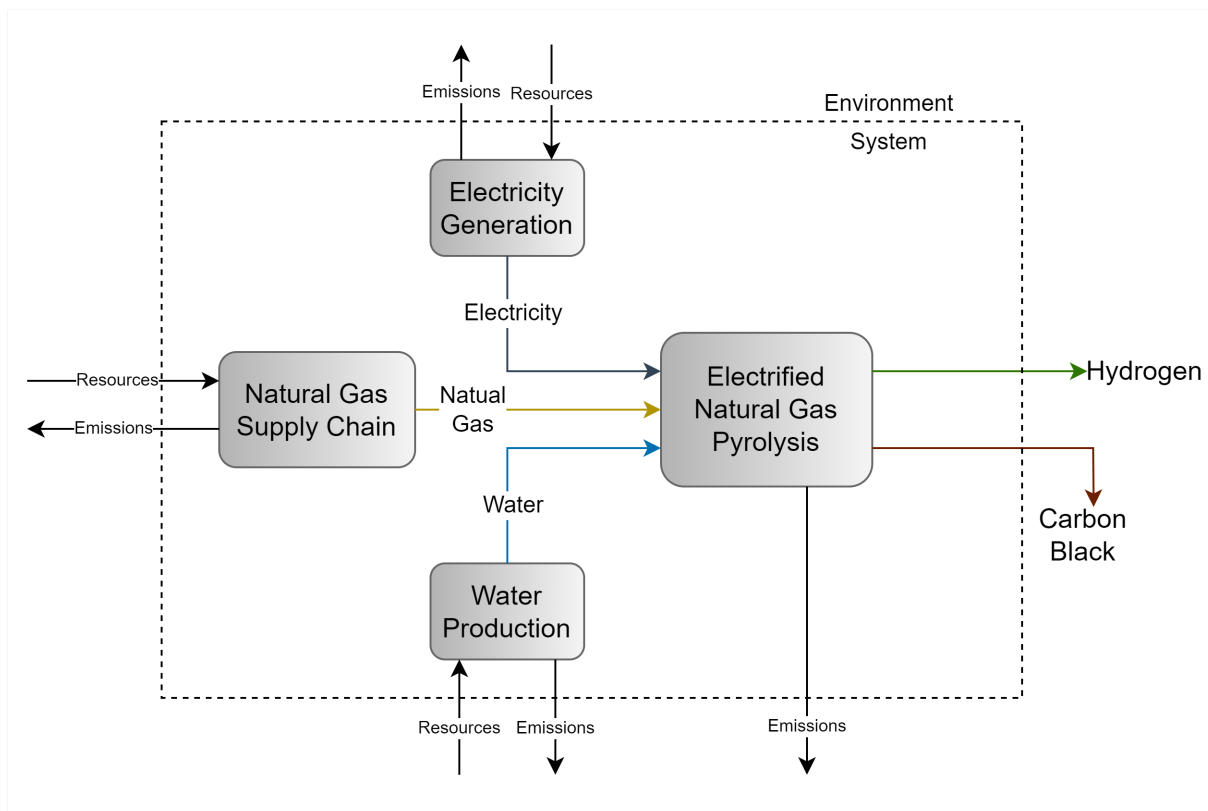 Emissions
Resources
Environment
System
Electricity
Generation
Electricity
Resources
Emissions
Natural Gas
Supply Chain
Natual
Gas
Electrified
Natural Gas
Pyrolysis
Hydrogen
Water
Carbon
Black
Water
Production
Resources
Emissions
Emissions